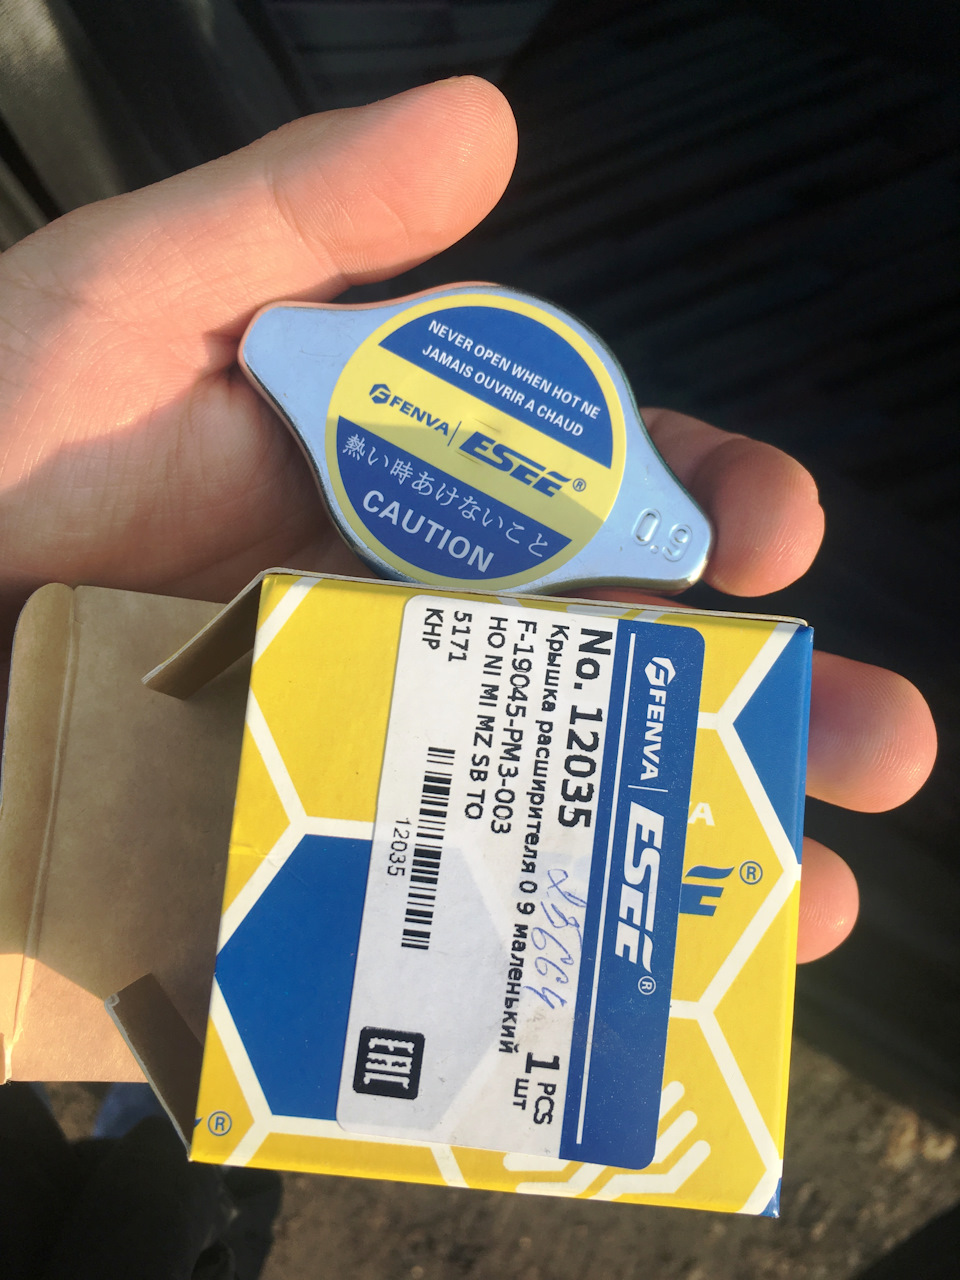 NEVER OPEN WHEN HOT NE
JAMAIS OUVRIR A CHAUD
FENVA | ESEE ®
熱い時あけないこと
CAUTION
0.9
FENVA | ESEE ®
No. 12035
Крышка расширителя 0 9 маленький
F-19045-PM3-003
HO NI MI MZ SB TO
5171
KHP
1 PCS
шт
12035
EAC
A
®
®